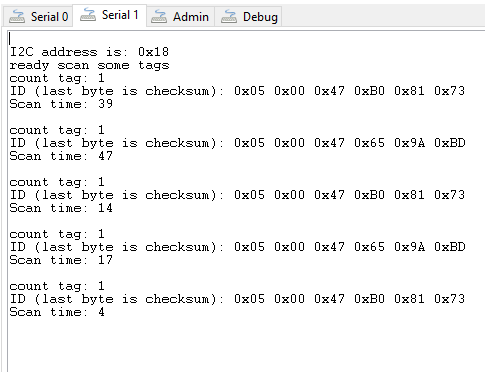 Serial 0
Serial 1
Admin
Debug
I2C address is: 0x18
ready scan some tags
count tag: 1
ID (last byte is checksum): 0x05 0x00 0x47 0xB0 0x81 0x73
Scan time: 39
count tag: 1
ID (last byte is checksum): 0x05 0x00 0x47 0x65 0x9A 0xBD
Scan time: 47
count tag: 1
ID (last byte is checksum): 0x05 0x00 0x47 0xB0 0x81 0x73
Scan time: 14
count tag: 1
ID (last byte is checksum): 0x05 0x00 0x47 0x65 0x9A 0xBD
Scan time: 17
count tag: 1
ID (last byte is checksum): 0x05 0x00 0x47 0xB0 0x81 0x73
Scan time: 4